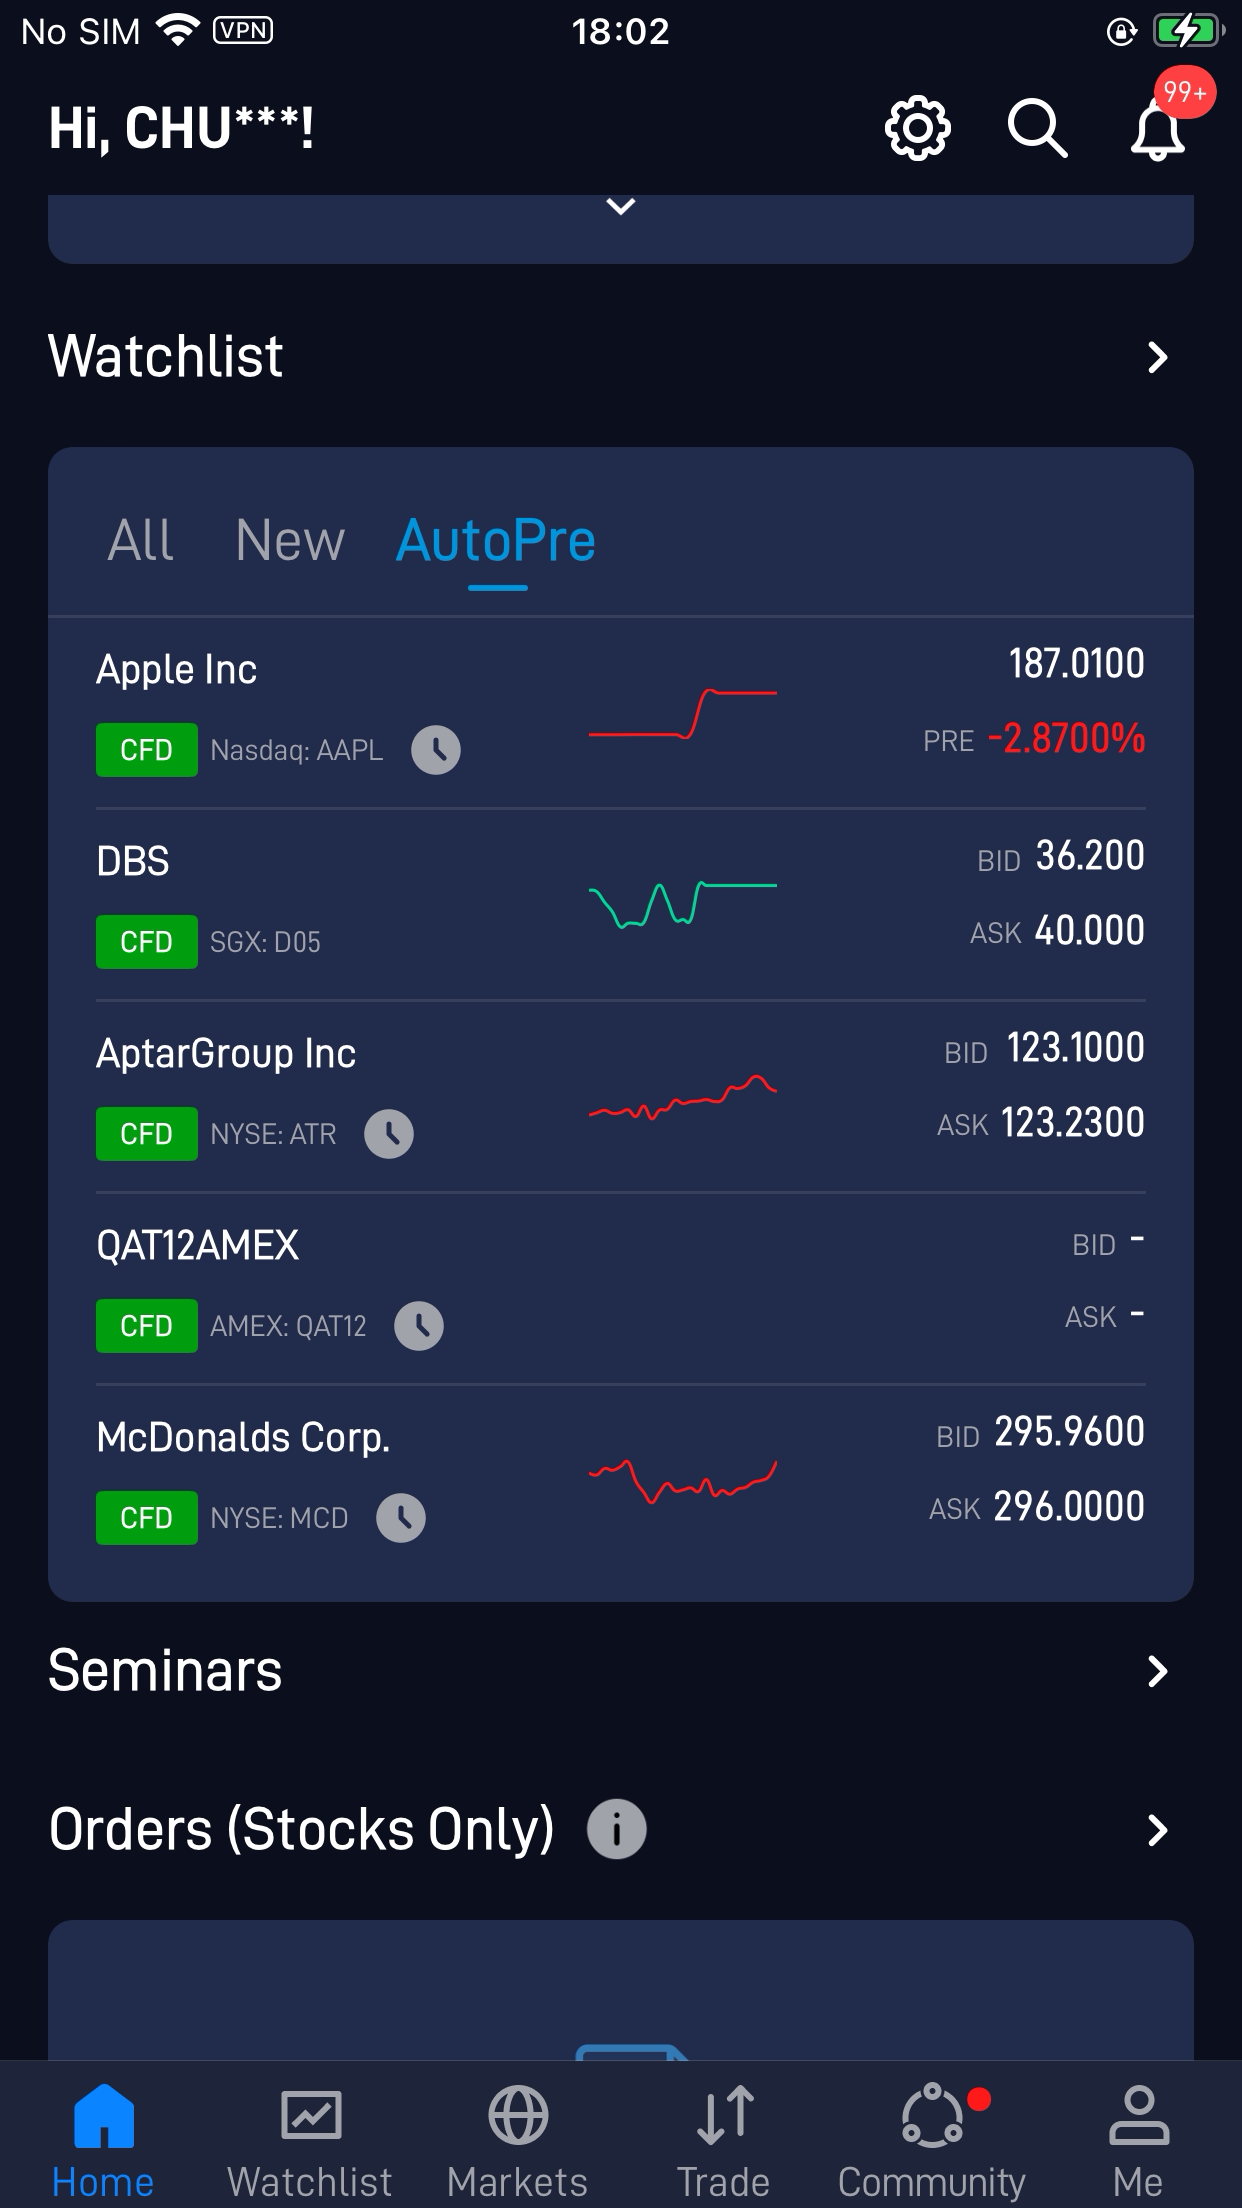 No SIM VPN 18:02
Hi, CHU***! 99+
Watchlist
All New AutoPre
Apple Inc 187.0100
CFD Nasdaq: AAPL PRE -2.8700%
DBS BID 36.200
CFD SGX: D05 ASK 40.000
AptarGroup Inc BID 123.1000
CFD NYSE: ATR ASK 123.2300
QAT12AMEX BID -
CFD AMEX: QAT12 ASK -
McDonalds Corp. BID 295.9600
CFD NYSE: MCD ASK 296.0000
Seminars
Orders (Stocks Only)
Home Watchlist Markets Trade Community Me